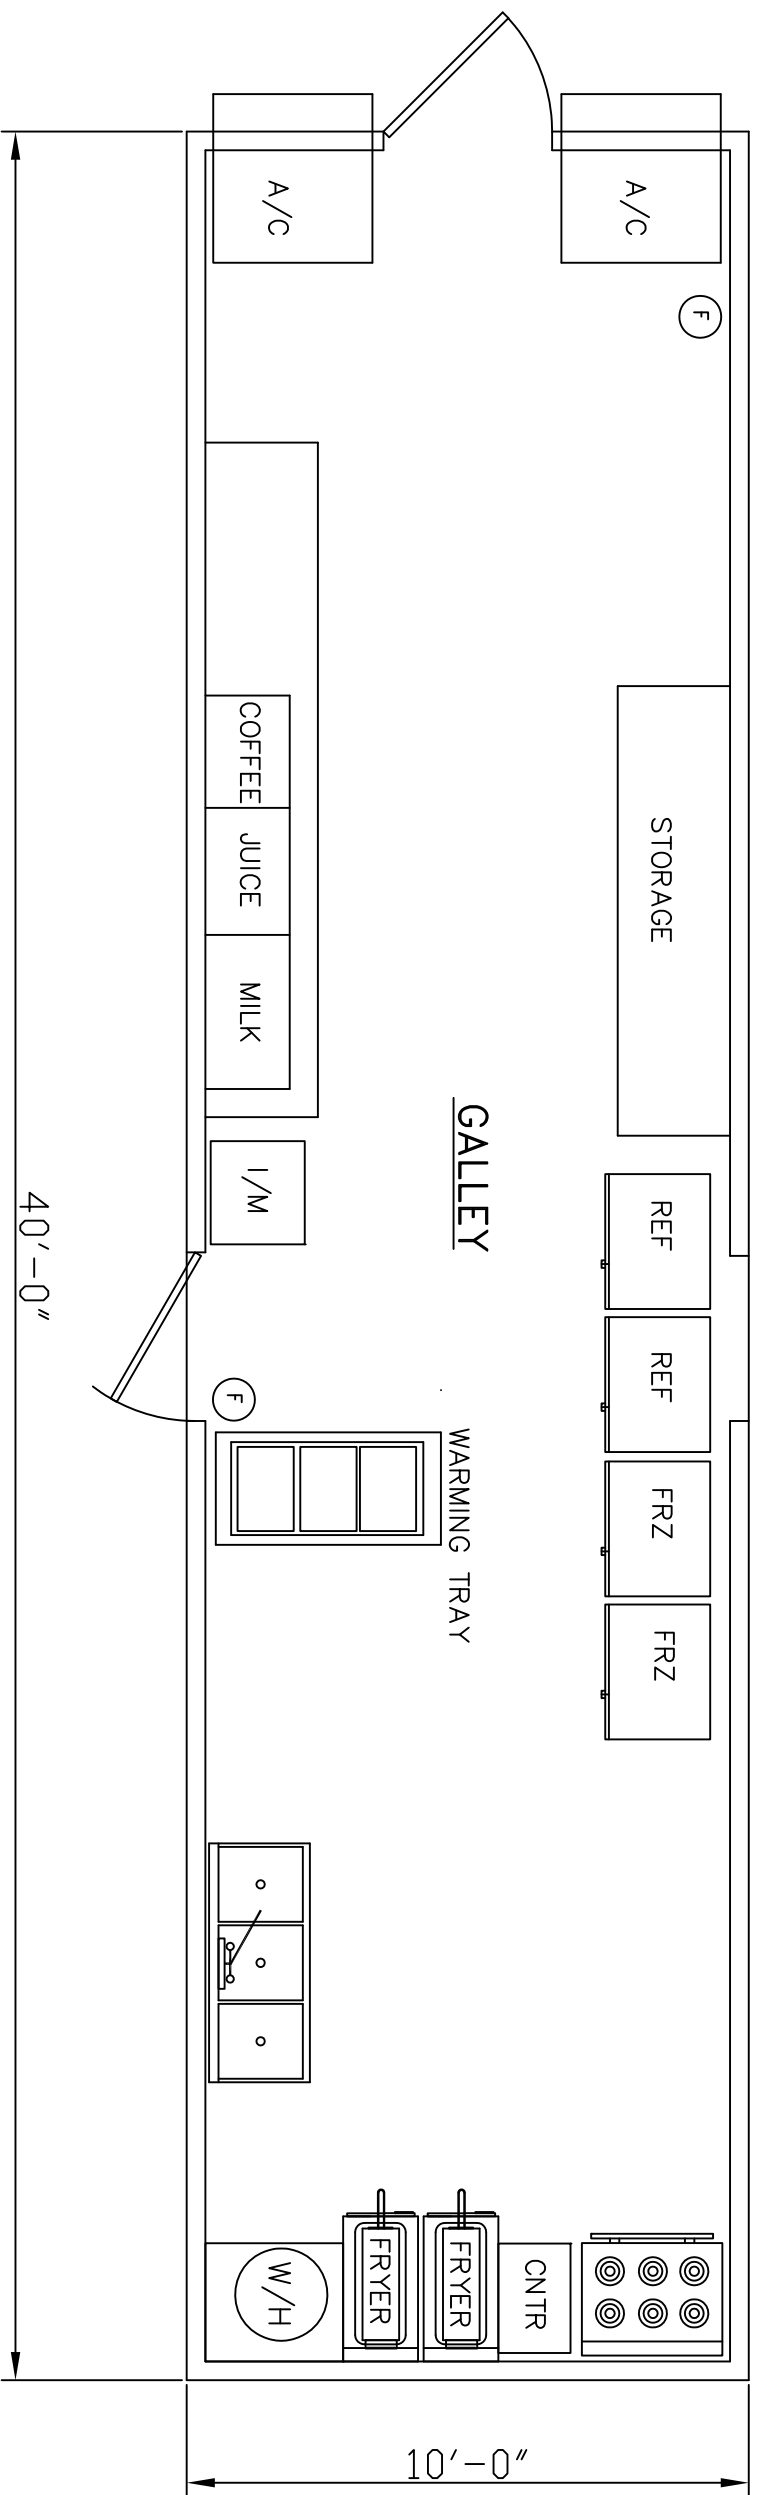 A/C
A/C
F
COFFEE
STORAGE
JUICE
MILK
GALLEY
I/M
REF
40'-0"
REF
F
WARMING TRAY
FRZ
FRZ
W/H
FRYER
FRYER
CNTR
10'-0"